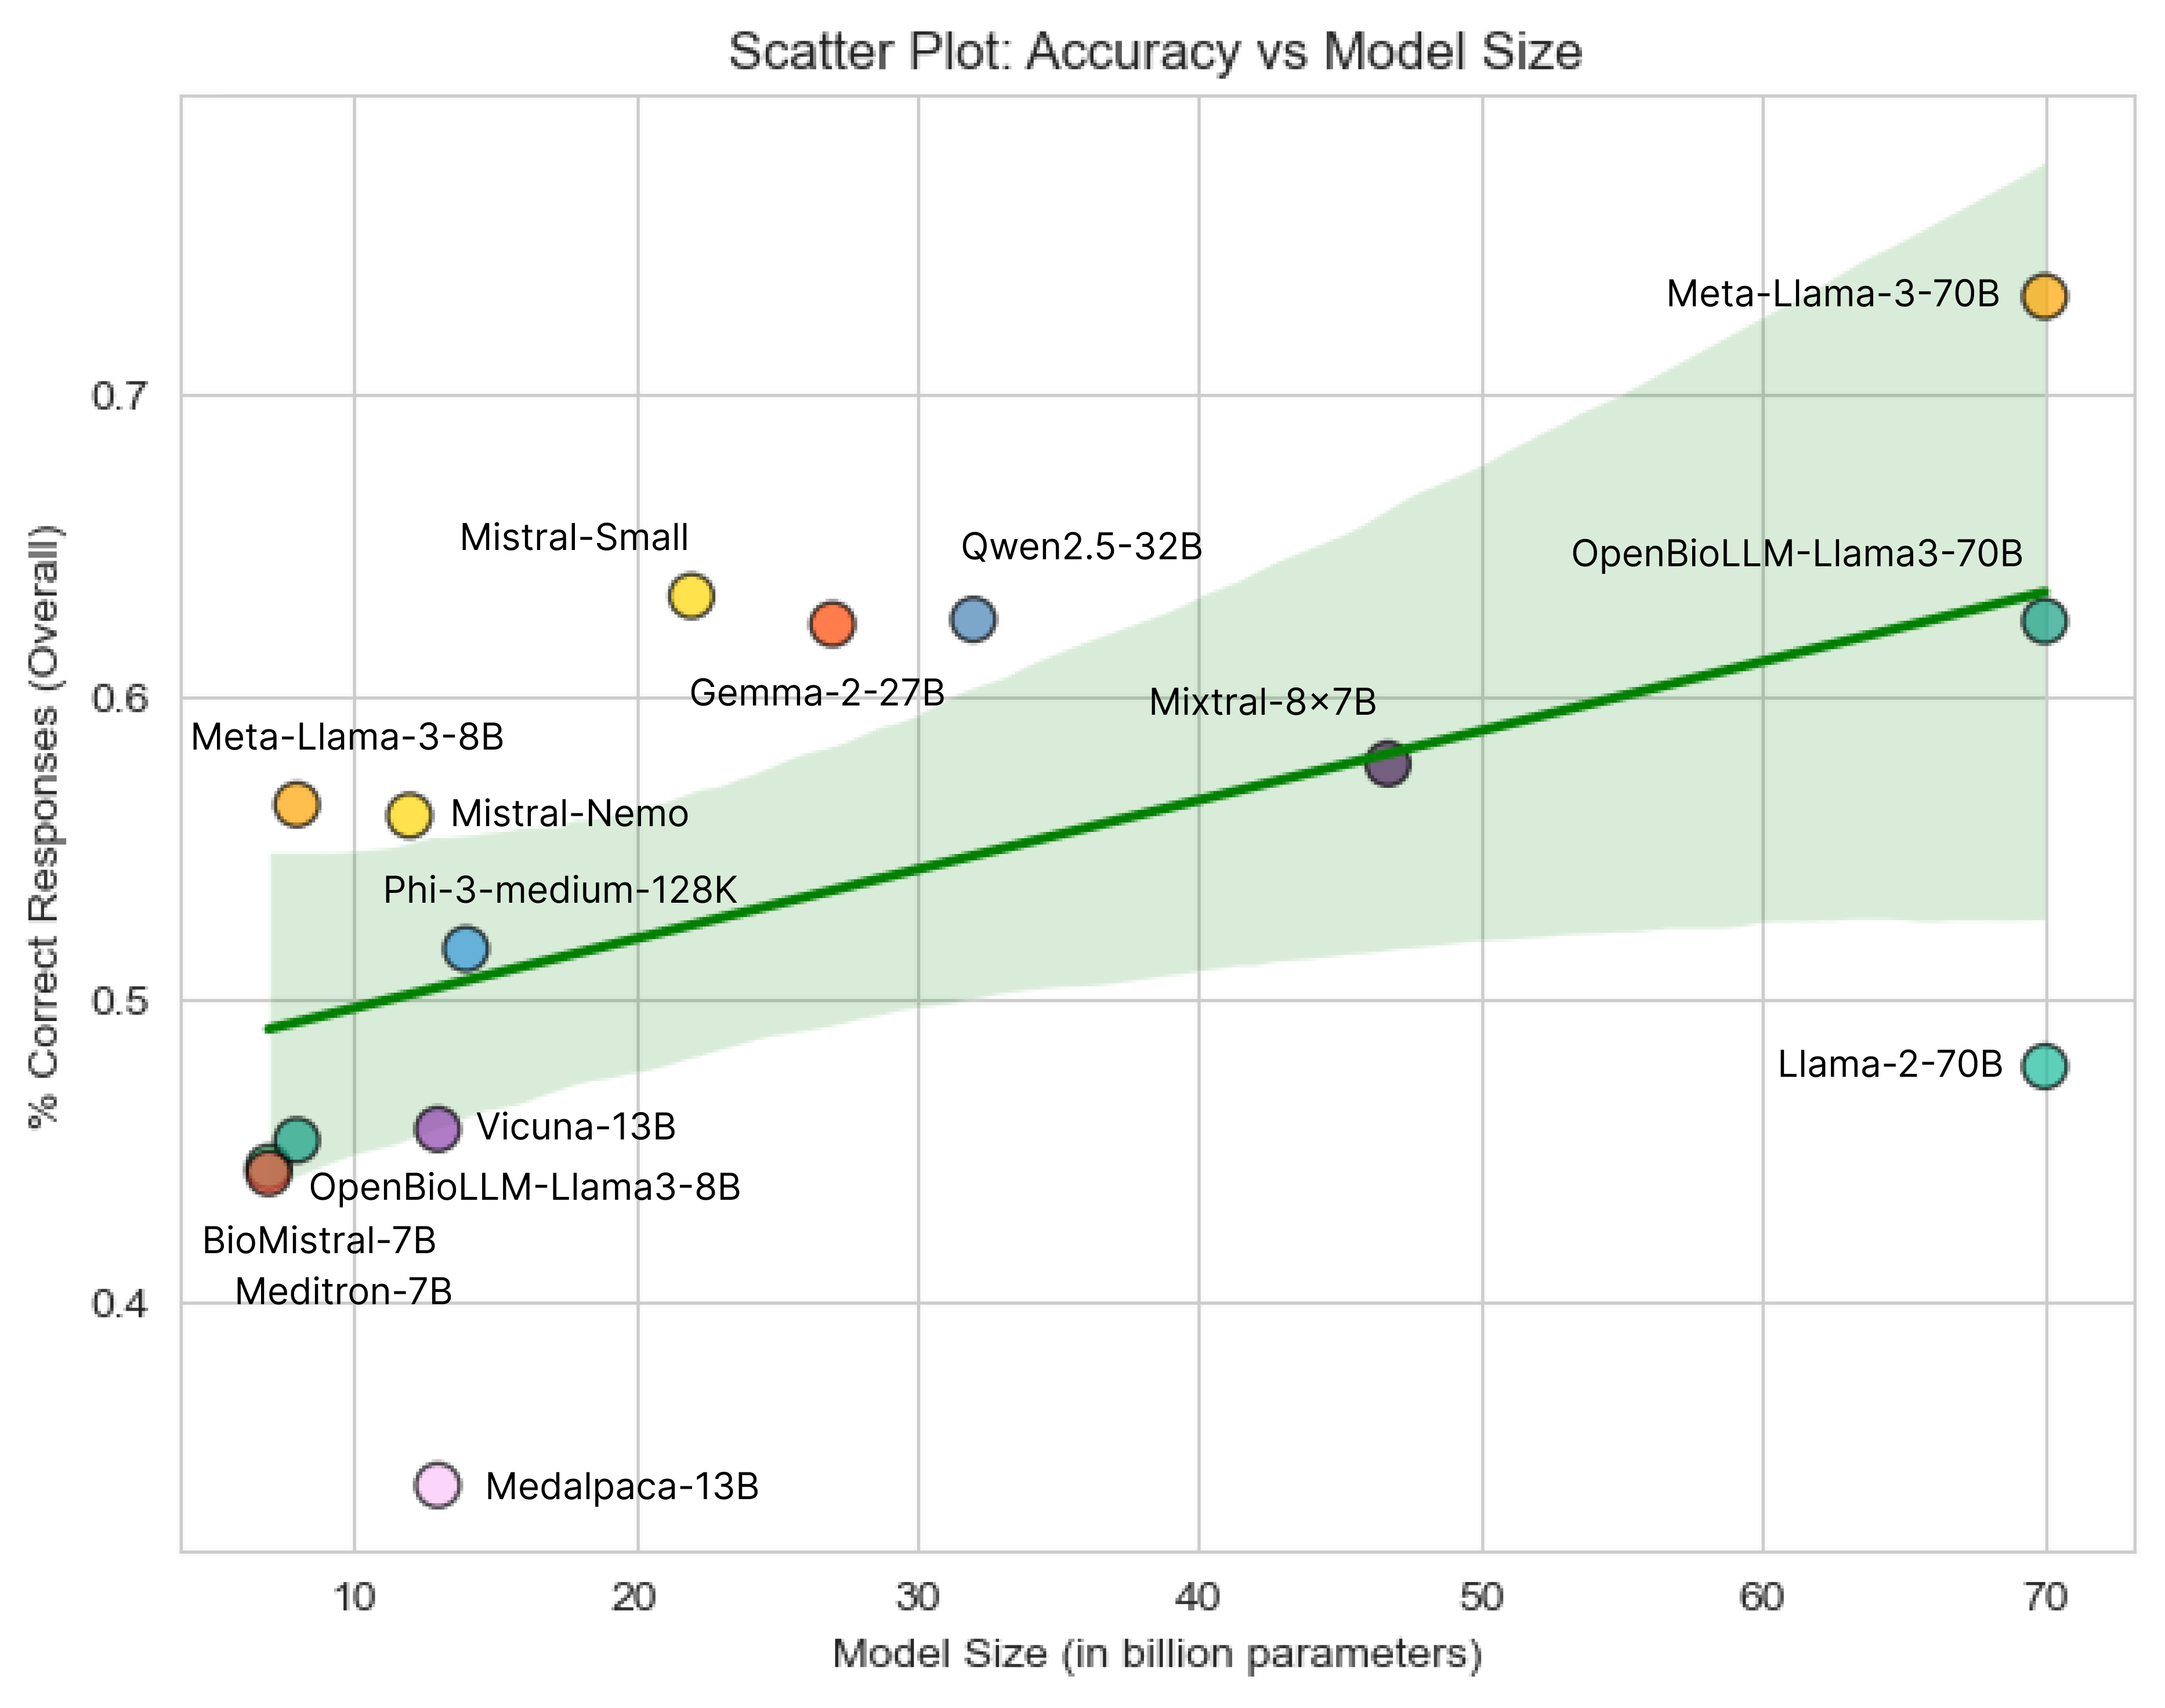 Scatter Plot: Accuracy vs Model Size
% Correct Responses (Overall)
0.7
0.6
0.5
0.4
Meta-Llama-3-70B
Mistral-Small
Qwen2.5-32B
OpenBioLLM-Llama3-70B
Gemma-2-27B
Mixtral-8×7B
Meta-Llama-3-8B
Mistral-Nemo
Phi-3-medium-128K
Llama-2-70B
Vicuna-13B
OpenBioLLM-Llama3-8B
BioMistral-7B
Meditron-7B
Medalpaca-13B
10 20 30 40 50 60 70
Model Size (in billion parameters)